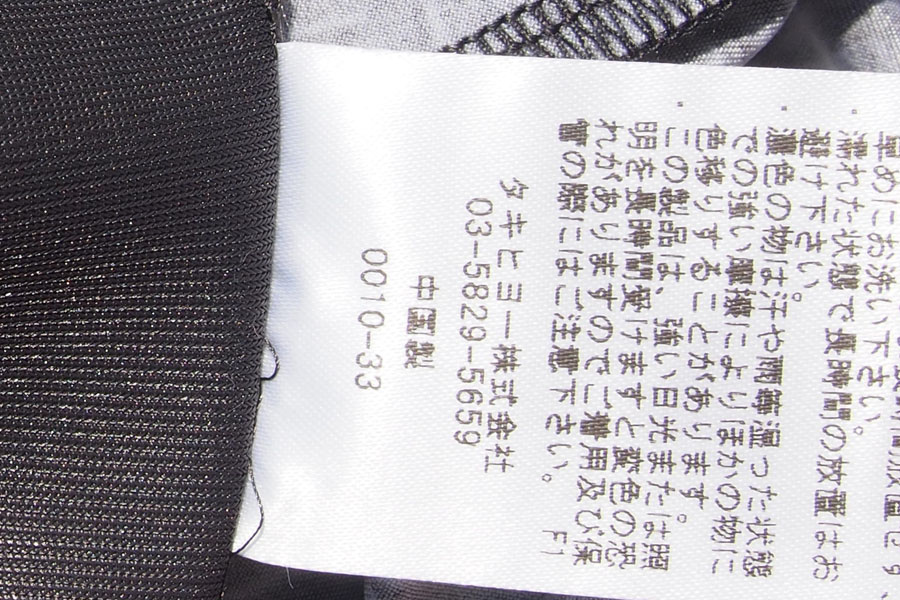 早めにお洗い下さい。
・濡れた状態で長時間の放置はお
避け下さい。
・濃色の物は汗や雨等湿った状態
での強い摩擦によりほかの物に
色移りすることがあります。
・この製品は、強い日光または照
明を長時間受けますと変色の恐
れがありますのでご着用及び保
管の際にはご注意下さい。
F1
タキヒヨー株式会社
03-5829-5659
中国製
0010-33